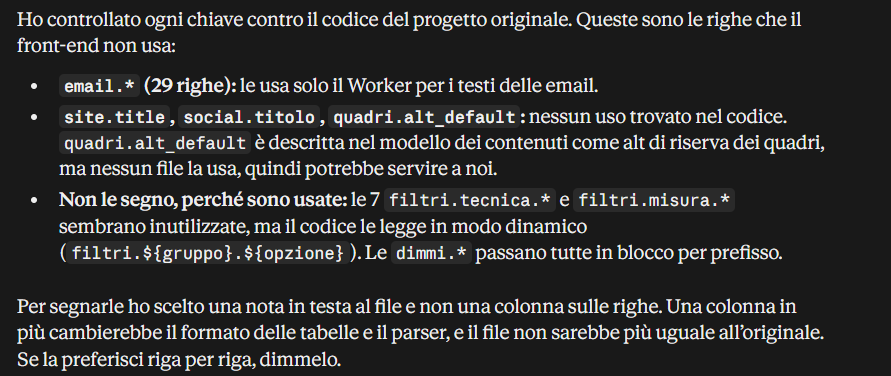 Ho controllato ogni chiave contro il codice del progetto originale. Queste sono le righe che il
front-end non usa:
• email.* (29 righe): le usa solo il Worker per i testi delle email.
• site.title, social.titolo, quadri.alt_default: nessun uso trovato nel codice.
quadri.alt_default è descritta nel modello dei contenuti come alt di riserva dei quadri,
ma nessun file la usa, quindi potrebbe servire a noi.
• Non le segno, perché sono usate: le 7 filtri.tecnica.* e filtri.misura.*
sembrano inutilizzate, ma il codice le legge in modo dinamico
(filtri.${gruppo}.${opzione}). Le dimmi.* passano tutte in blocco per prefisso.
Per segnarle ho scelto una nota in testa al file e non una colonna sulle righe. Una colonna in
più cambierebbe il formato delle tabelle e il parser, e il file non sarebbe più uguale all’originale.
Se la preferisci riga per riga, dimmelo.